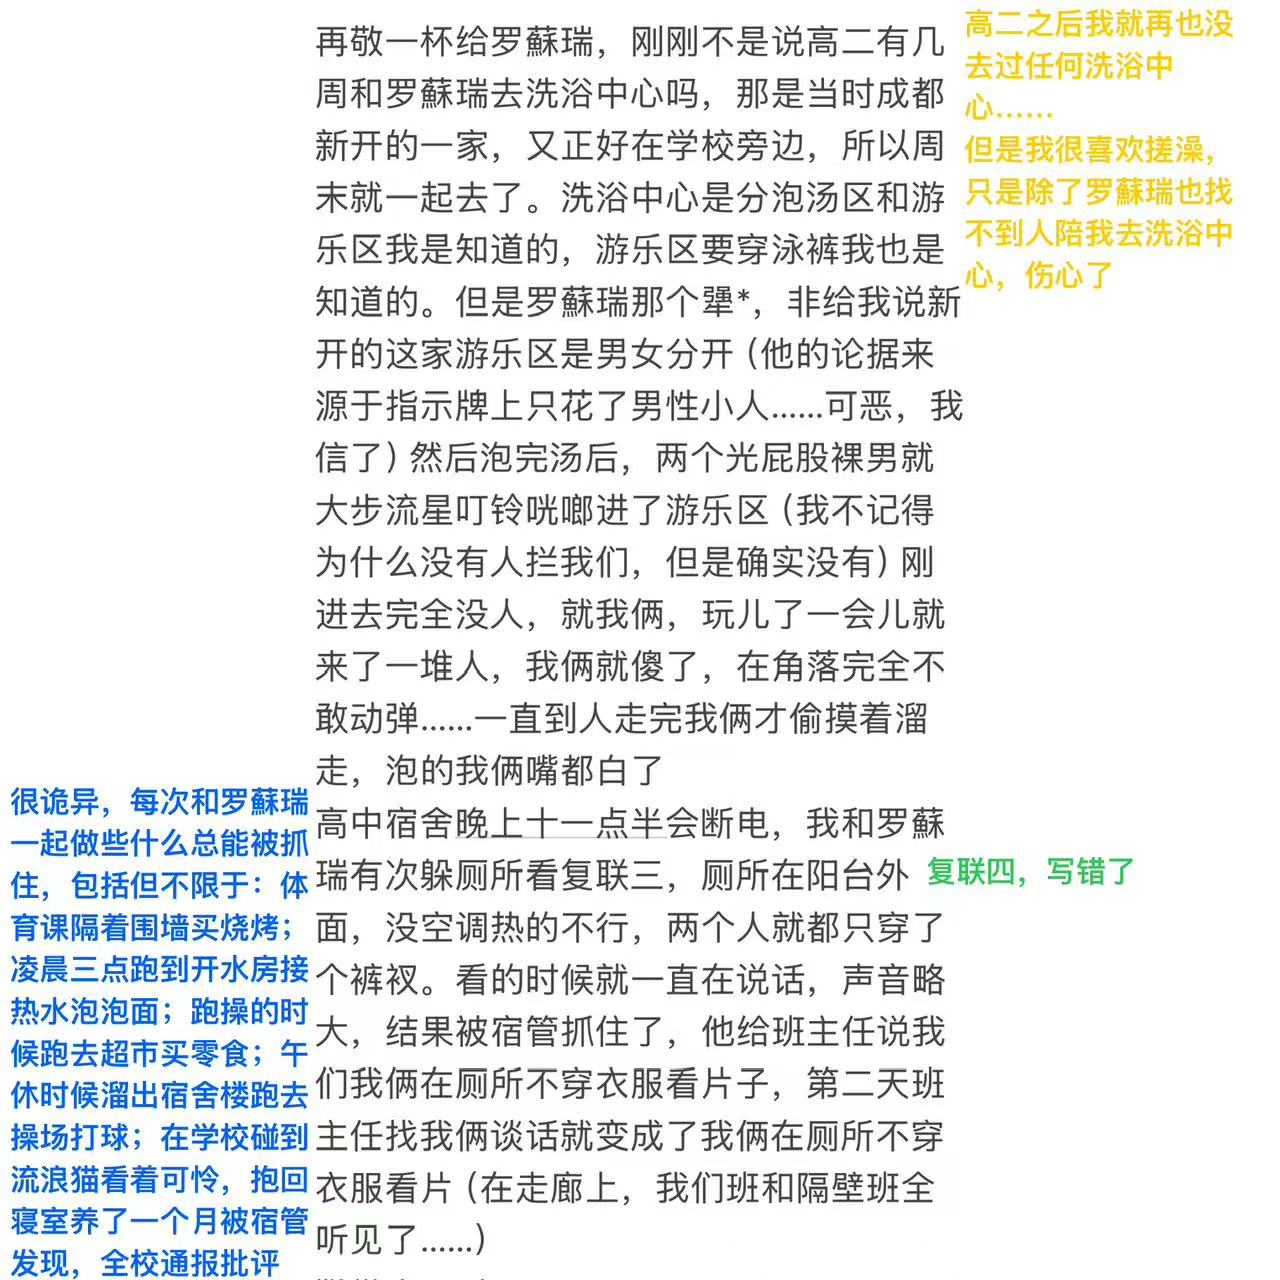 再敬一杯给罗蘇瑞，刚刚不是说高二有几
周和罗蘇瑞去洗浴中心吗，那是当时成都
新开的一家，又正好在学校旁边，所以周
末就一起去了。洗浴中心是分泡汤区和游
乐区我是知道的，游乐区要穿泳裤我也是
知道的。但是罗蘇瑞那个犟*，非给我说新
开的这家游乐区是男女分开（他的论据来
源于指示牌上只花了男性小人......可恶，我
信了）然后泡完汤后，两个光屁股裸男就
大步流星叮铃咣啷进了游乐区（我不记得
为什么没有人拦我们，但是确实没有）刚
进去完全没人，就我俩，玩儿了一会儿就
来了一堆人，我俩就傻了，在角落完全不
敢动弹......一直到人走完我俩才偷摸着溜
走，泡的我俩嘴都白了
高中宿舍晚上十一点半会断电，我和罗蘇
瑞有次躲厕所看复联三，厕所在阳台外
面，没空调热的不行，两个人就都只穿了
个裤衩。看的时候就一直在说话，声音略
大，结果被宿管抓住了，他给班主任说我
们我俩在厕所不穿衣服看片子，第二天班
主任找我俩谈话就变成了我俩在厕所不穿
衣服看片（在走廊上，我们班和隔壁班全
听见了......）
高二之后我就再也没
去过任何洗浴中
心......
但是我很喜欢搓澡，
只是除了罗蘇瑞也找
不到人陪我去洗浴中
心，伤心了
复联四，写错了
很诡异，每次和罗蘇瑞
一起做些什么总能被抓
住，包括但不限于：体
育课隔着围墙买烧烤；
凌晨三点跑到开水房接
热水泡泡面；跑操的时
候跑去超市买零食；午
休时候溜出宿舍楼跑去
操场打球；在学校碰到
流浪猫看着可怜，抱回
寝室养了一个月被宿管
发现，全校通报批评